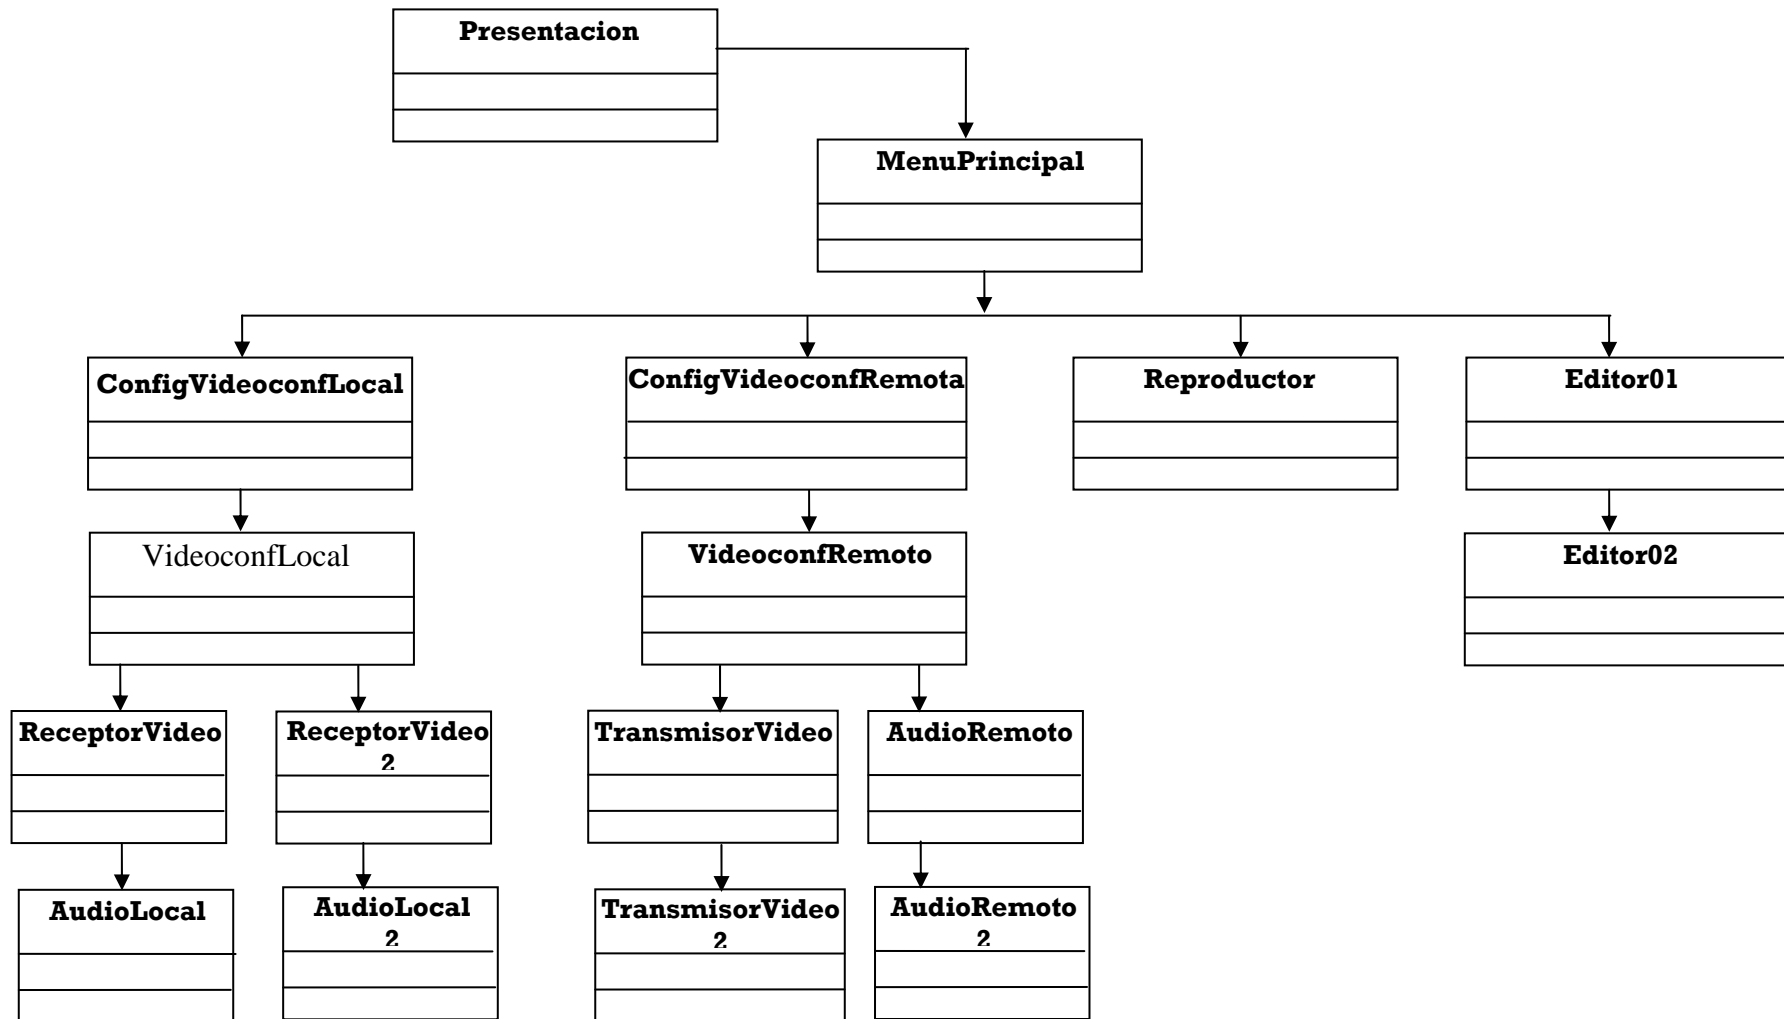 Presentacion
MenuPrincipal
ConfigVideoconfLocal
ConfigVideoconfRemota
Reproductor
Editor01
VideoconfLocal
VideoconfRemoto
Editor02
ReceptorVideo
ReceptorVideo
2
TransmisorVideo
AudioRemoto
AudioLocal
AudioLocal
2
TransmisorVideo
2
AudioRemoto
2